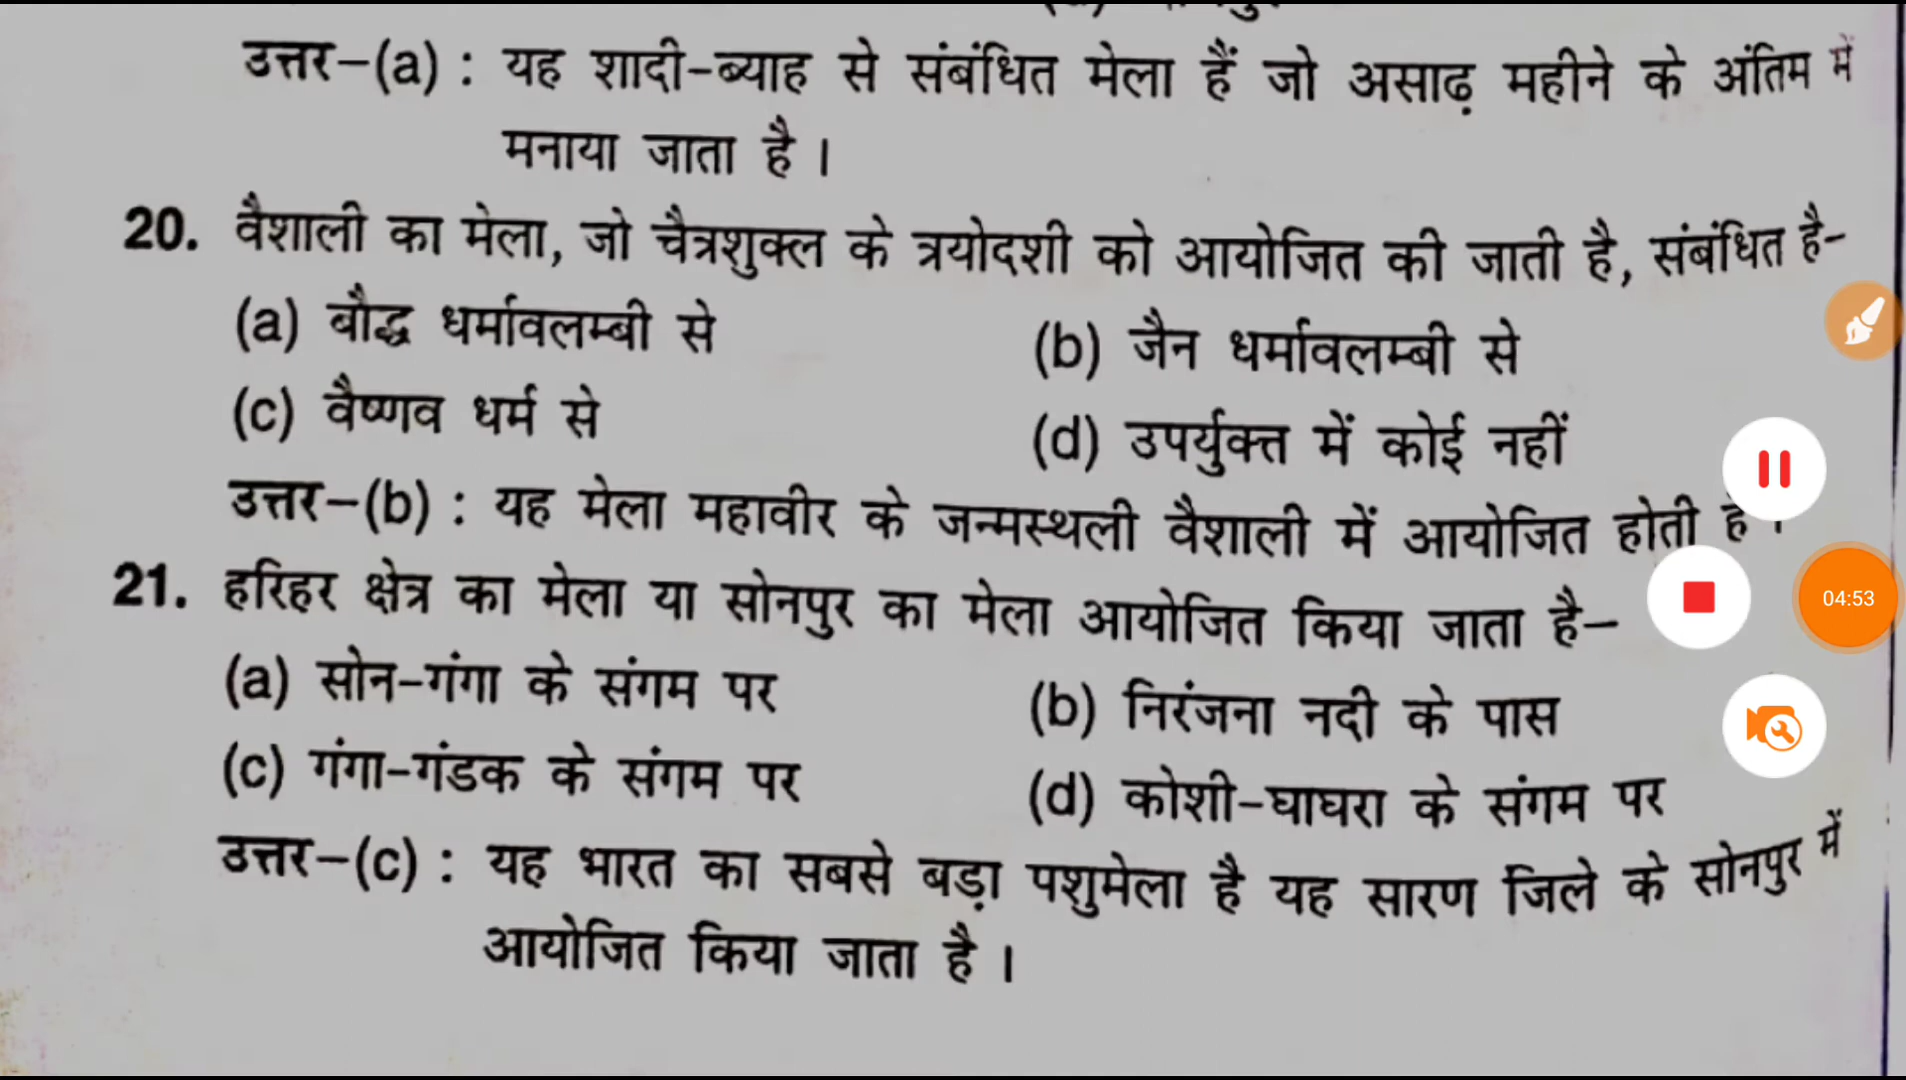 उत्तर–(a) : यह शादी-ब्याह से संबंधित मेला हैं जो असाढ़ महीने के अंतिम में
मनाया जाता है ।
20. वैशाली का मेला, जो चैत्रशुक्ल के त्रयोदशी को आयोजित की जाती है, संबंधित है–
(a) बौद्ध धर्मावलम्बी से (b) जैन धर्मावलम्बी से
(c) वैष्णव धर्म से (d) उपर्युक्त में कोई नहीं
उत्तर–(b) : यह मेला महावीर के जन्मस्थली वैशाली में आयोजित होती है ।
21. हरिहर क्षेत्र का मेला या सोनपुर का मेला आयोजित किया जाता है–
04:53
(a) सोन-गंगा के संगम पर (b) निरंजना नदी के पास
(c) गंगा-गंडक के संगम पर (d) कोशी-घाघरा के संगम पर
उत्तर–(c) : यह भारत का सबसे बड़ा पशुमेला है यह सारण जिले के सोनपुर में
आयोजित किया जाता है ।